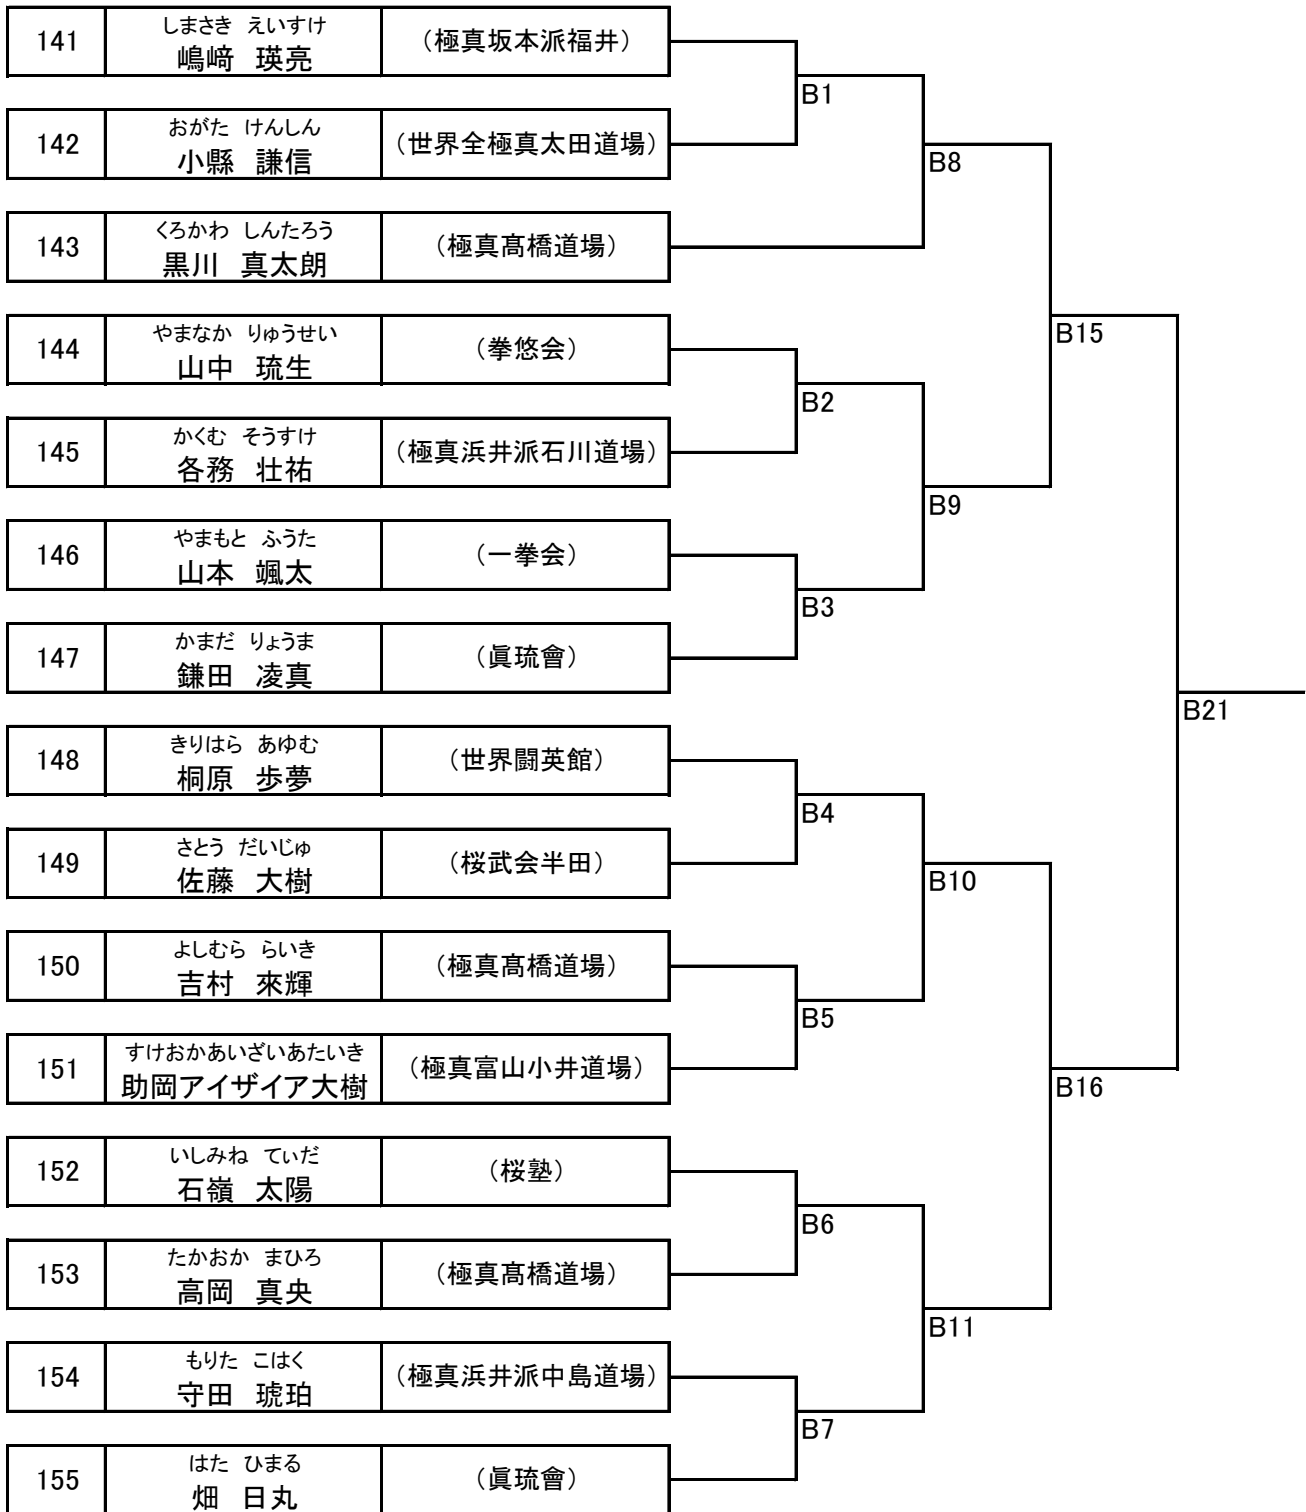 141
しまさき えいすけ
嶋﨑 瑛亮
（極真坂本派福井）
142
おがた けんしん
小縣 謙信
（世界全極真太田道場）
143
くろかわ しんたろう
黒川 真太朗
（極真髙橋道場）
144
やまなか りゅうせい
山中 琉生
（拳悠会）
145
かくむ そうすけ
各務 壮祐
（極真浜井派石川道場）
146
やまもと ふうた
山本 颯太
（一拳会）
147
かまだ りょうま
鎌田 凌真
（眞琉會）
148
きりはら あゆむ
桐原 歩夢
（世界闘英館）
149
さとう だいじゅ
佐藤 大樹
（桜武会半田）
150
よしむら らいき
吉村 來輝
（極真髙橋道場）
151
すけおかあいざいあたいき
助岡アイザイア大樹
（極真富山小井道場）
152
いしみね てぃだ
石嶺 太陽
（桜塾）
153
たかおか まひろ
高岡 真央
（極真髙橋道場）
154
もりた こはく
守田 琥珀
（極真浜井派中島道場）
155
はた ひまる
畑 日丸
（眞琉會）
B1
B2
B3
B4
B5
B6
B7
B8
B9
B10
B11
B15
B16
B21